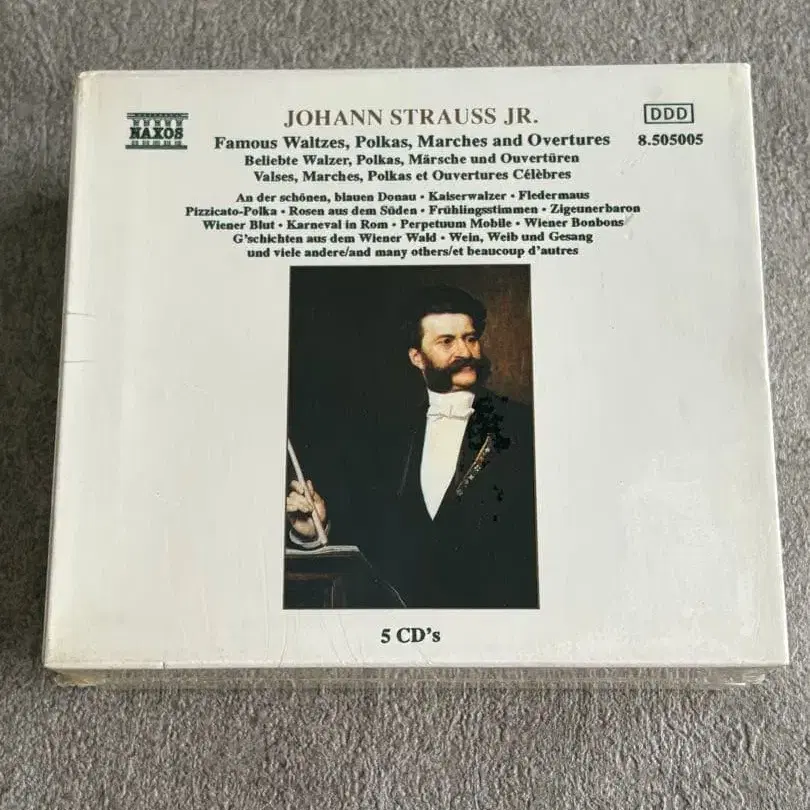 NAXOS
JOHANN STRAUSS JR.
DDD
Famous Waltzes, Polkas, Marches and Overtures
8.505005
Beliebte Walzer, Polkas, Märsche und Ouvertüren
Valses, Marches, Polkas et Ouvertures Célèbres
An der schönen, blauen Donau · Kaiserwalzer · Fledermaus
Pizzicato-Polka · Rosen aus dem Süden · Frühlingsstimmen · Zigeunerbaron
Wiener Blut · Karneval in Rom · Perpetuum Mobile · Wiener Bonbons
G'schichten aus dem Wiener Wald · Wein, Weib und Gesang
und viele andere/and many others/et beaucoup d'autres
5 CD's